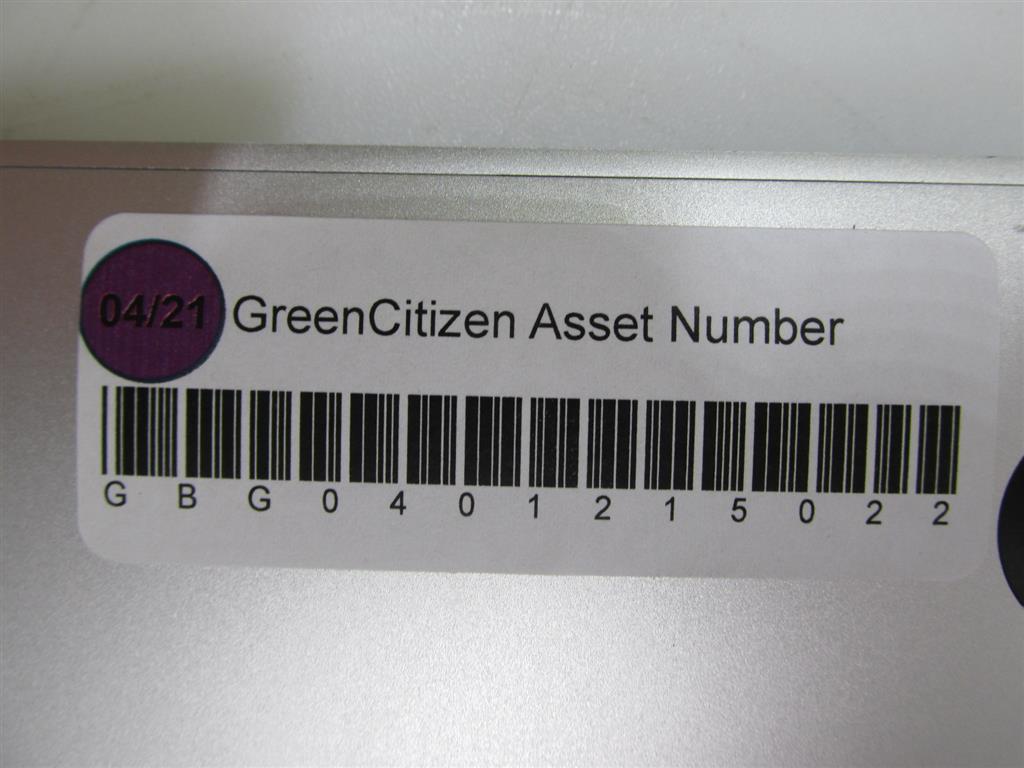 04/21 GreenCitizen Asset Number
G B G 0 4 0 1 2 1 5 0 2 2